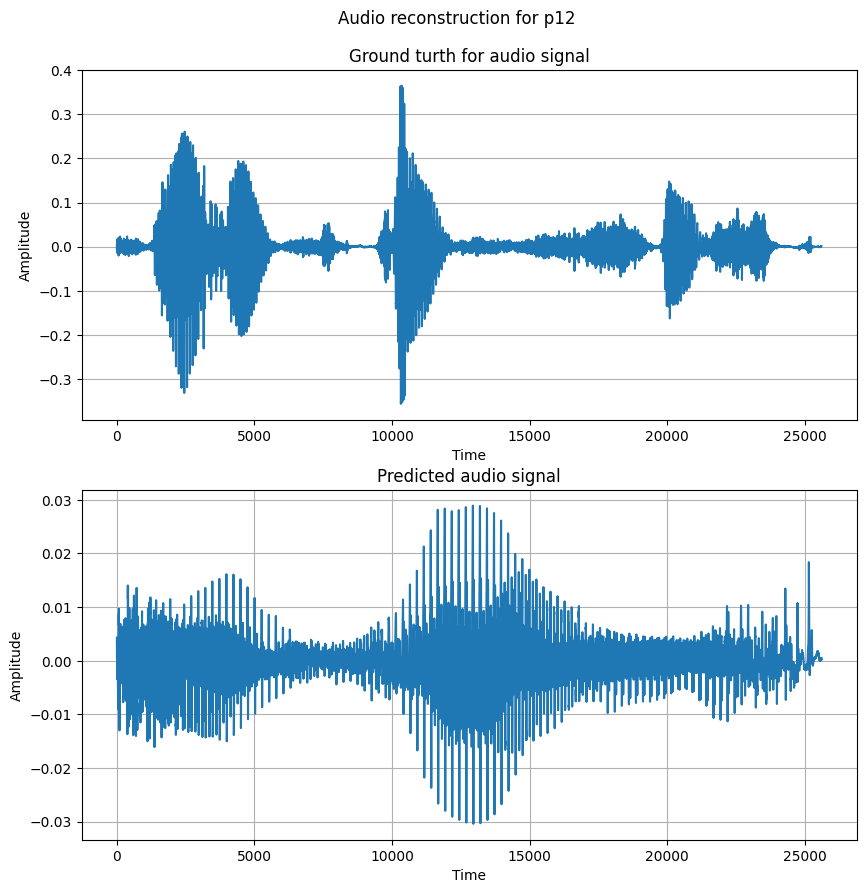 Audio reconstruction for p12
Ground turth for audio signal
0.4
0.3
0.2
0.1
0.0
−0.1
−0.2
−0.3
Amplitude
0 5000 10000 15000 20000 25000
Time
Predicted audio signal
0.03
0.02
0.01
0.00
−0.01
−0.02
−0.03
Amplitude
0 5000 10000 15000 20000 25000
Time